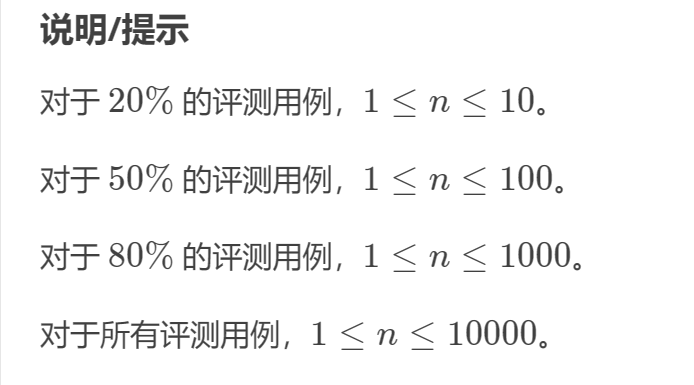 说明/提示
对于 20% 的评测用例，1 ≤ n ≤ 10。
对于 50% 的评测用例，1 ≤ n ≤ 100。
对于 80% 的评测用例，1 ≤ n ≤ 1000。
对于所有评测用例，1 ≤ n ≤ 10000。